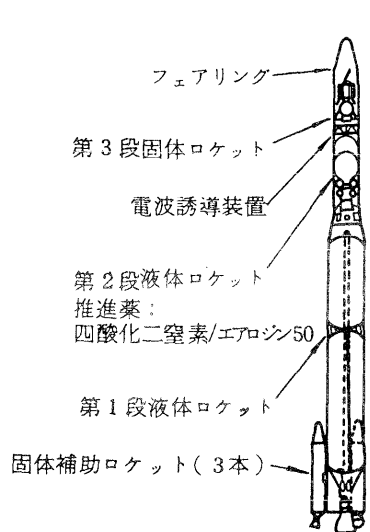 フェアリング
第3段固体ロケット
電波誘導装置
第2段液体ロケット
推進薬:
四酸化二窒素/エアロジン50
第1段液体ロケット
固体補助ロケット(3本)